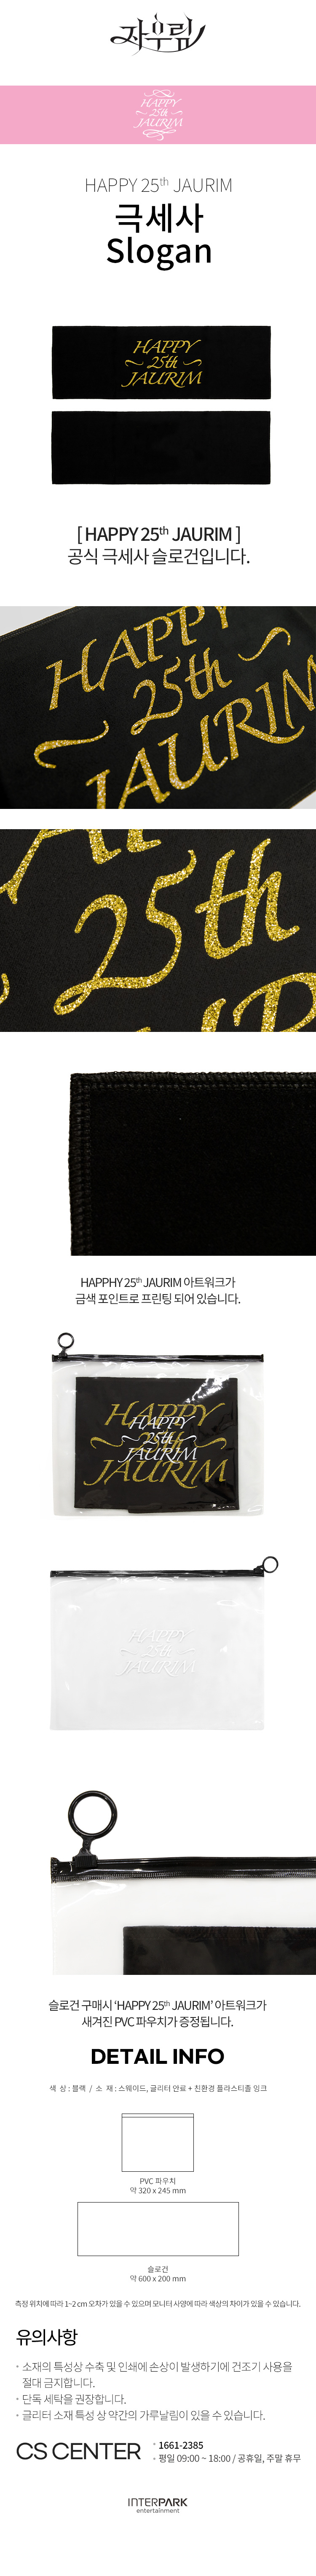 자우림
HAPPY
25th
JAURIM
HAPPY 25th JAURIM
극세사
Slogan
HAPPY
25th
JAURIM
[ HAPPY 25th JAURIM ]
공식 극세사 슬로건입니다.
HAPPY
25th
JAURIM
25th
HAPPHY 25th JAURIM 아트워크가
금색 포인트로 프린팅 되어 있습니다.
HAPPY
25th
JAURIM
HAPPY
25th
JAURIM
HAPPY
25th
JAURIM
슬로건 구매시 ‘HAPPY 25th JAURIM’ 아트워크가
새겨진 PVC 파우치가 증정됩니다.
DETAIL INFO
색 상 : 블랙 / 소 재 : 스웨이드, 글리터 안료 + 친환경 플라스티졸 잉크
PVC 파우치
약 320 x 245 mm
슬로건
약 600 x 200 mm
측정 위치에 따라 1~2 cm 오차가 있을 수 있으며 모니터 사양에 따라 색상의 차이가 있을 수 있습니다.
유의사항
* 소재의 특성상 수축 및 인쇄에 손상이 발생하기에 건조기 사용을
절대 금지합니다.
* 단독 세탁을 권장합니다.
* 글리터 소재 특성 상 약간의 가루날림이 있을 수 있습니다.
CS CENTER
* 1661-2385
* 평일 09:00 ~ 18:00 / 공휴일, 주말 휴무
INTERPARK
entertainment